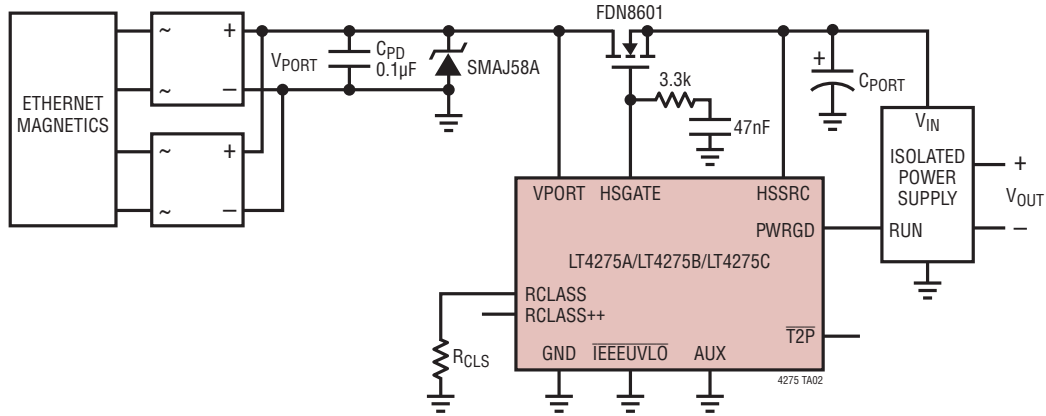 FDN8601
ETHERNET
MAGNETICS
~ +
~ –
~ +
~ –
VPORT
CPD
0.1µF
SMAJ58A
3.3k
47nF
+
CPORT
VIN
ISOLATED
POWER
SUPPLY
RUN
+
VOUT
–
VPORT HSGATE HSSRC
PWRGD
LT4275A/LT4275B/LT4275C
RCLASS
RCLASS++
T2P
RCLS
GND IEEEUVLO AUX
4275 TA02